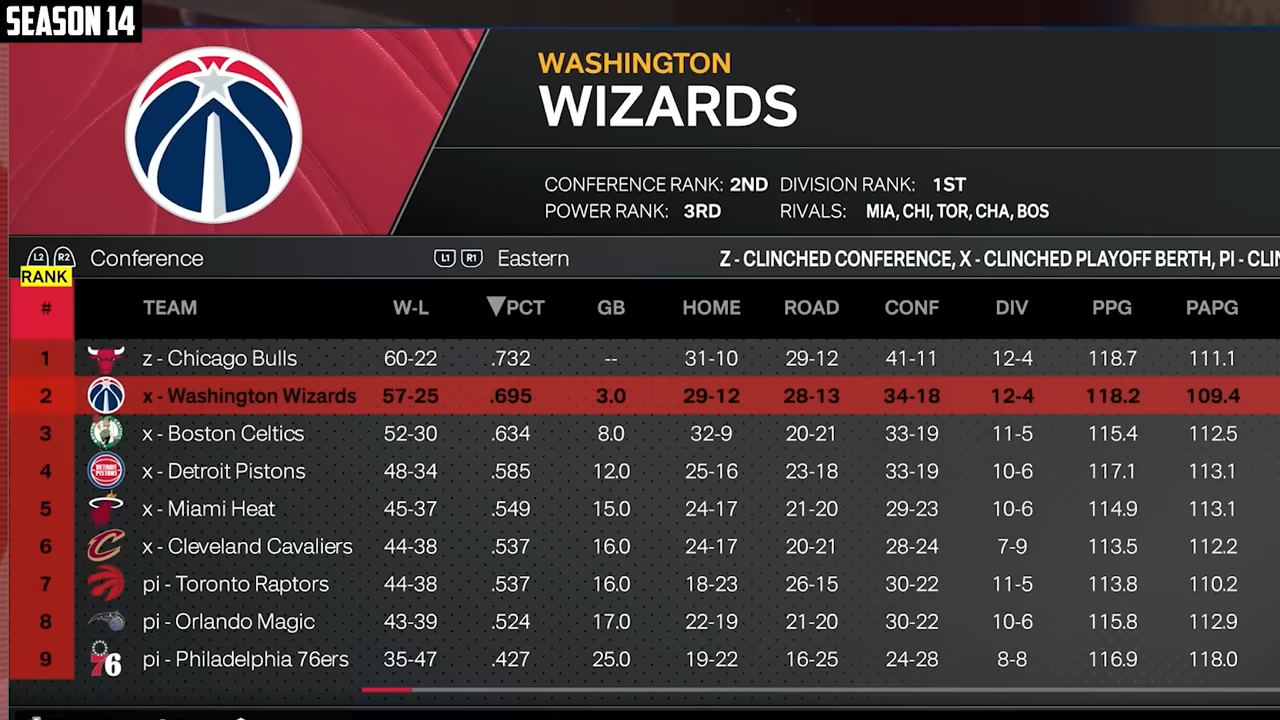 SEASON 14
WASHINGTON
WIZARDS
CONFERENCE RANK: 2ND DIVISION RANK: 1ST
POWER RANK: 3RD RIVALS: MIA, CHI, TOR, CHA, BOS
L2 R2 Conference L1 R1 Eastern Z - CLINCHED CONFERENCE, X - CLINCHED PLAYOFF BERTH, PI -
RANK
# TEAM W-L ▼PCT GB HOME ROAD CONF DIV PPG PAPG
1 z - Chicago Bulls 60-22 .732 -- 31-10 29-12 41-11 12-4 118.7 111.1
2 x - Washington Wizards 57-25 .695 3.0 29-12 28-13 34-18 12-4 118.2 109.4
3 x - Boston Celtics 52-30 .634 8.0 32-9 20-21 33-19 11-5 115.4 112.5
4 DETROIT PISTONS x - Detroit Pistons 48-34 .585 12.0 25-16 23-18 33-19 10-6 117.1 113.1
5 x - Miami Heat 45-37 .549 15.0 24-17 21-20 29-23 10-6 114.9 113.1
6 x - Cleveland Cavaliers 44-38 .537 16.0 24-17 20-21 28-24 7-9 113.5 112.2
7 pi - Toronto Raptors 44-38 .537 16.0 18-23 26-15 30-22 11-5 113.8 110.2
8 pi - Orlando Magic 43-39 .524 17.0 22-19 21-20 30-22 10-6 115.8 112.9
9 76 pi - Philadelphia 76ers 35-47 .427 25.0 19-22 16-25 24-28 8-8 116.9 118.0